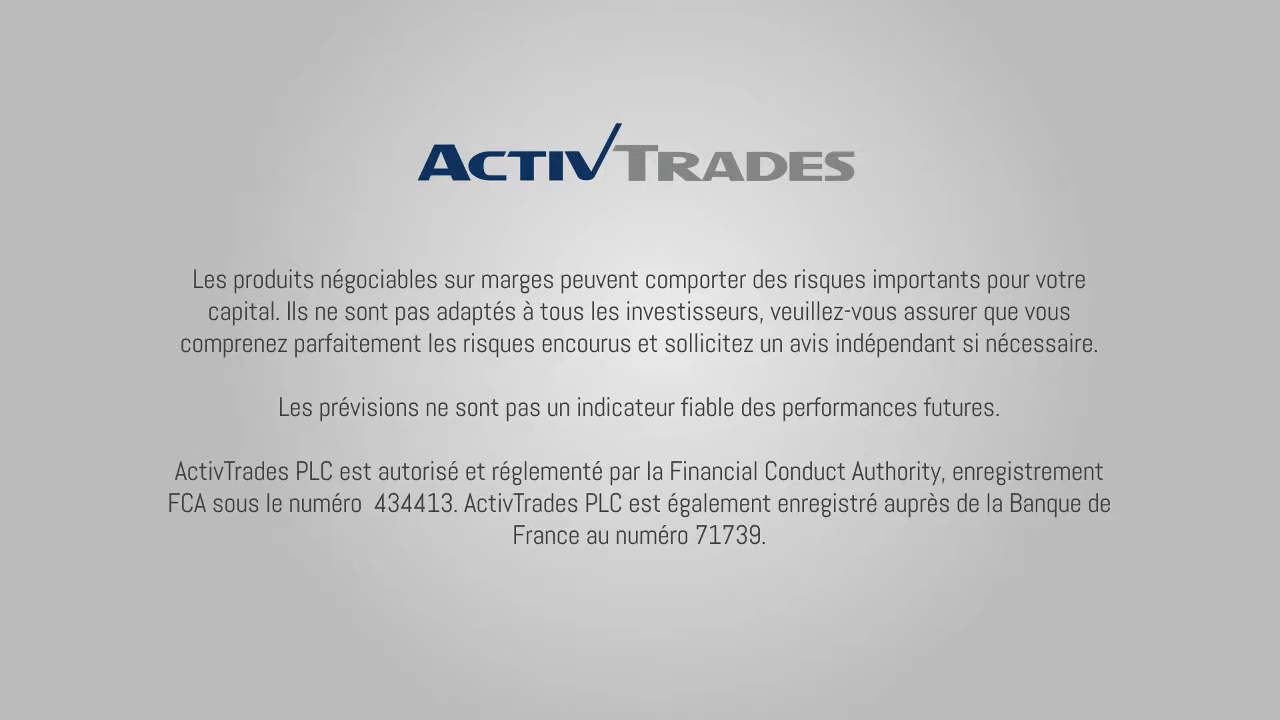 ACTIVTRADES
Les produits négociables sur marges peuvent comporter des risques importants pour votre
capital. Ils ne sont pas adaptés à tous les investisseurs, veuillez-vous assurer que vous
comprenez parfaitement les risques encourus et sollicitez un avis indépendant si nécessaire.
Les prévisions ne sont pas un indicateur fiable des performances futures.
ActivTrades PLC est autorisé et réglementé par la Financial Conduct Authority, enregistrement
FCA sous le numéro  434413. ActivTrades PLC est également enregistré auprès de la Banque de
France au numéro 71739.